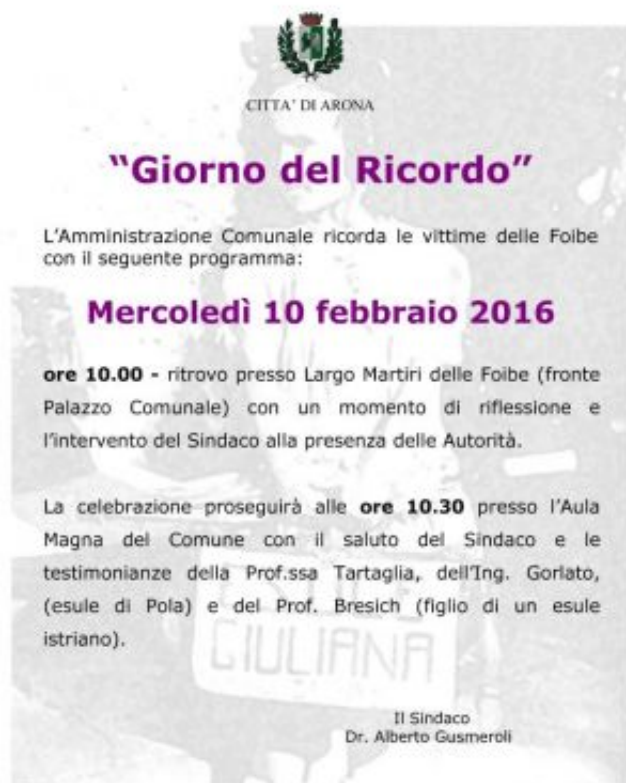 CITTA' DI ARONA
“Giorno del Ricordo”
L’Amministrazione Comunale ricorda le vittime delle Foibe
con il seguente programma:
Mercoledì 10 febbraio 2016
ore 10.00 - ritrovo presso Largo Martiri delle Foibe (fronte
Palazzo Comunale) con un momento di riflessione e
l’intervento del Sindaco alla presenza delle Autorità.
La celebrazione proseguirà alle ore 10.30 presso l’Aula
Magna del Comune con il saluto del Sindaco e le
testimonianze della Prof.ssa Tartaglia, dell’Ing. Gorlato,
(esule di Pola) e del Prof. Bresich (figlio di un esule
istriano).
GIULIANA
Il Sindaco
Dr. Alberto Gusmeroli